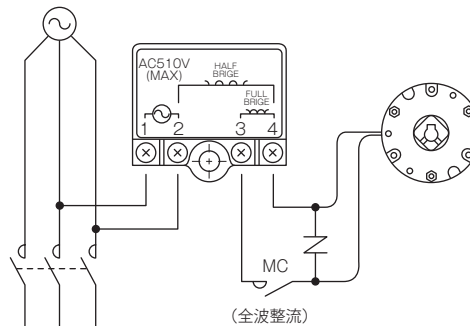 AC510V
(MAX)
HALF
BRIGE
FULL
BRIGE
1 2 3 4
MC
(全波整流)